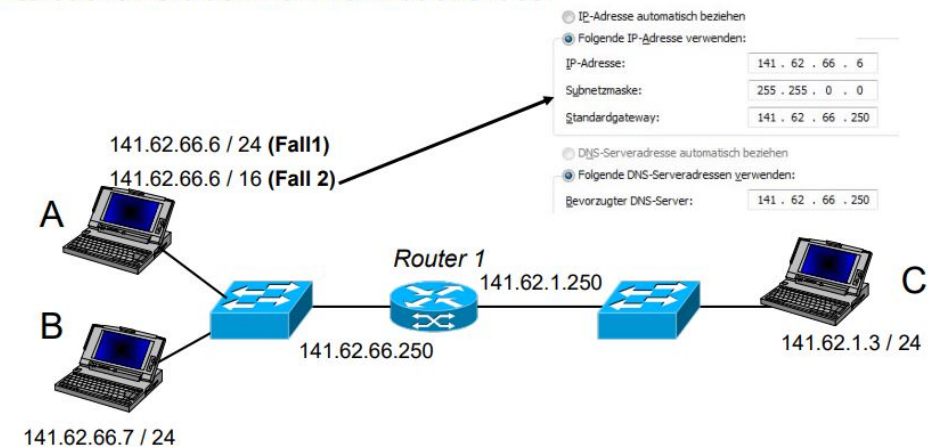 IP-Adresse automatisch beziehen
Folgende IP-Adresse verwenden:
IP-Adresse: 141 . 62 . 66 . 6
Subnetzmaske: 255 . 255 . 0 . 0
Standardgateway: 141 . 62 . 66 . 250
DNS-Serveradresse automatisch beziehen
Folgende DNS-Serveradressen verwenden:
Bevorzugter DNS-Server: 141 . 62 . 66 . 250
141.62.66.6 / 24 (Fall1)
141.62.66.6 / 16 (Fall 2)
A
Router 1
141.62.1.250
C
B
141.62.66.250
141.62.1.3 / 24
141.62.66.7 / 24